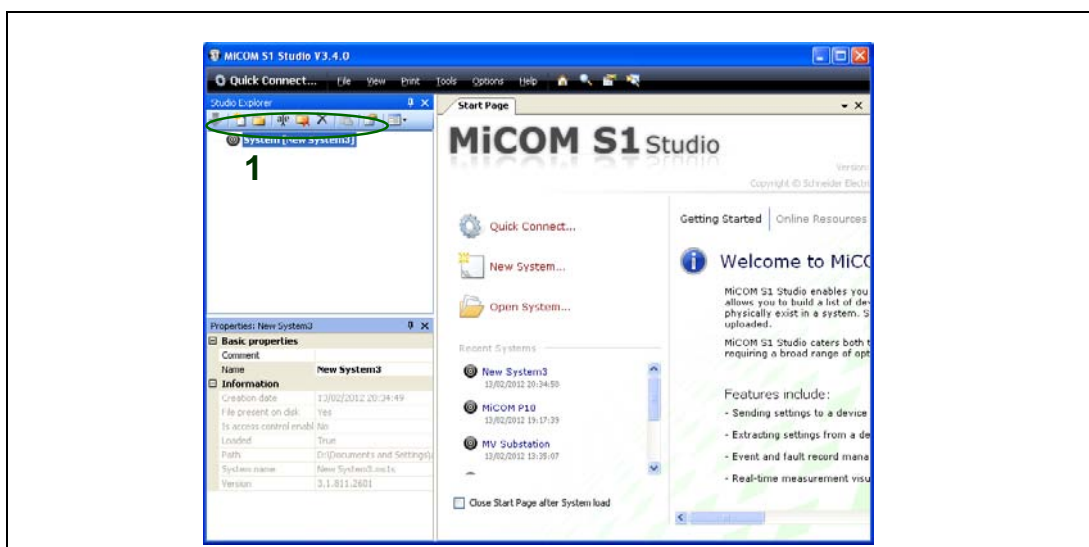 MiCOM S1 Studio V3.4.0
Quick Connect... File View Print Tools Options Help
Studio Explorer
System [New System3]
1
Start Page
MiCOM S1 Studio
Version:
Copyright © Schneider Electr
Quick Connect...
New System...
Open System...
Recent Systems
New System3
13/02/2012 20:34:50
MiCOM P10
13/02/2012 19:17:39
MV Substation
13/02/2012 13:35:07
Close Start Page after System load
Getting Started Online Resources
Welcome to MiCO
MiCOM S1 Studio enables you
allows you to build a list of dev
physically exist in a system. S
uploaded.
MiCOM S1 Studio caters both t
requiring a broad range of opt
Features include:
- Sending settings to a device
- Extracting settings from a de
- Event and fault record mana
- Real-time measurement visu
Properties: New System3
Basic properties
Comment
Name New System3
Information
Creation date 13/02/2012 20:34:49
File present on disk Yes
Is access control enabl No
Loaded True
Path D:\Documents and Settings\
System name New System3.ms1s
Version 3.1.811.2601